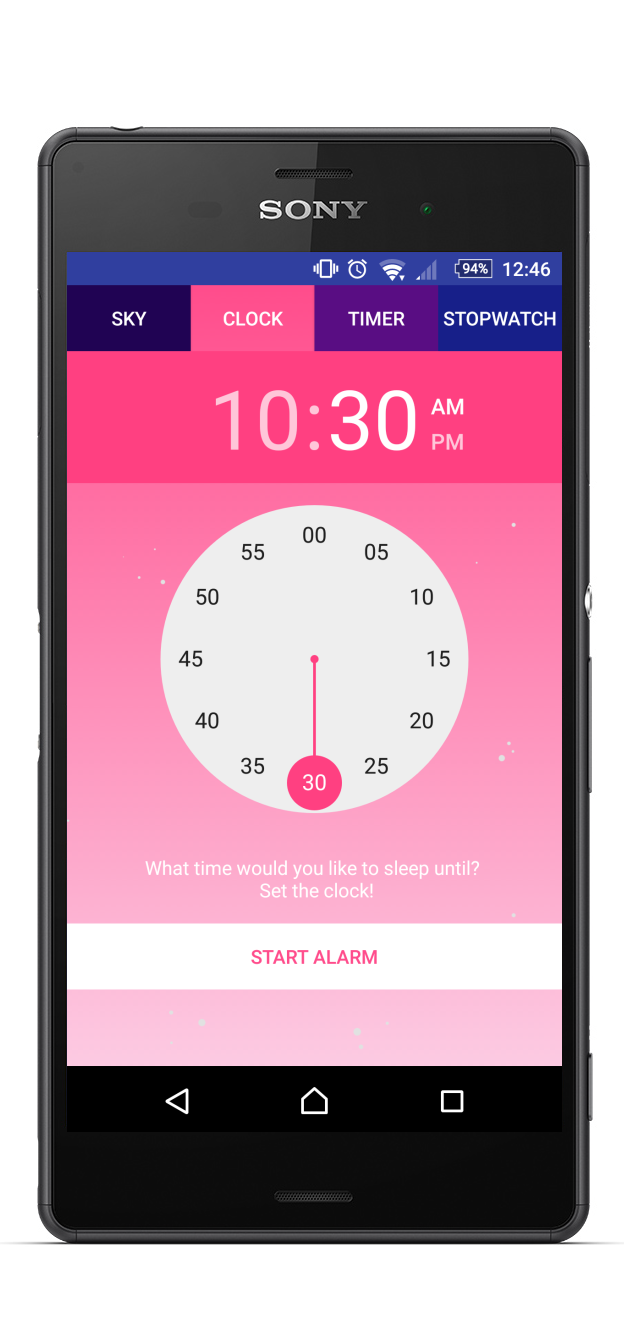 SONY
94% 12:46
SKY CLOCK TIMER STOPWATCH
10:30 AM
PM
00
55 05
50 10
45 15
40 20
35 25
30
What time would you like to sleep until?
Set the clock!
START ALARM